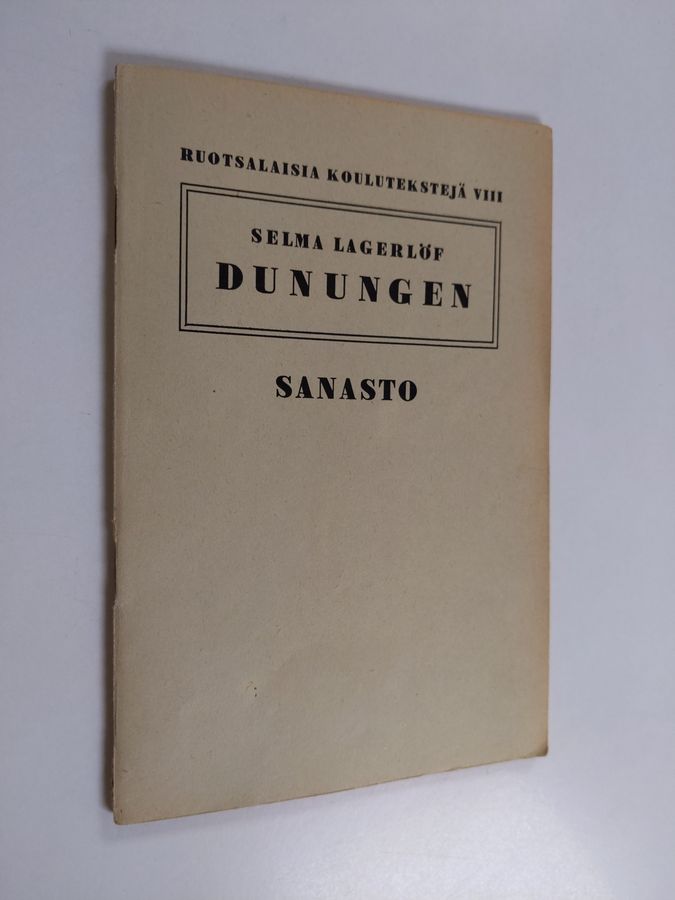 RUOTSALAISIA KOULUTEKSTEJÄ VIII
SELMA LAGERLÖF
DUNUNGEN
SANASTO